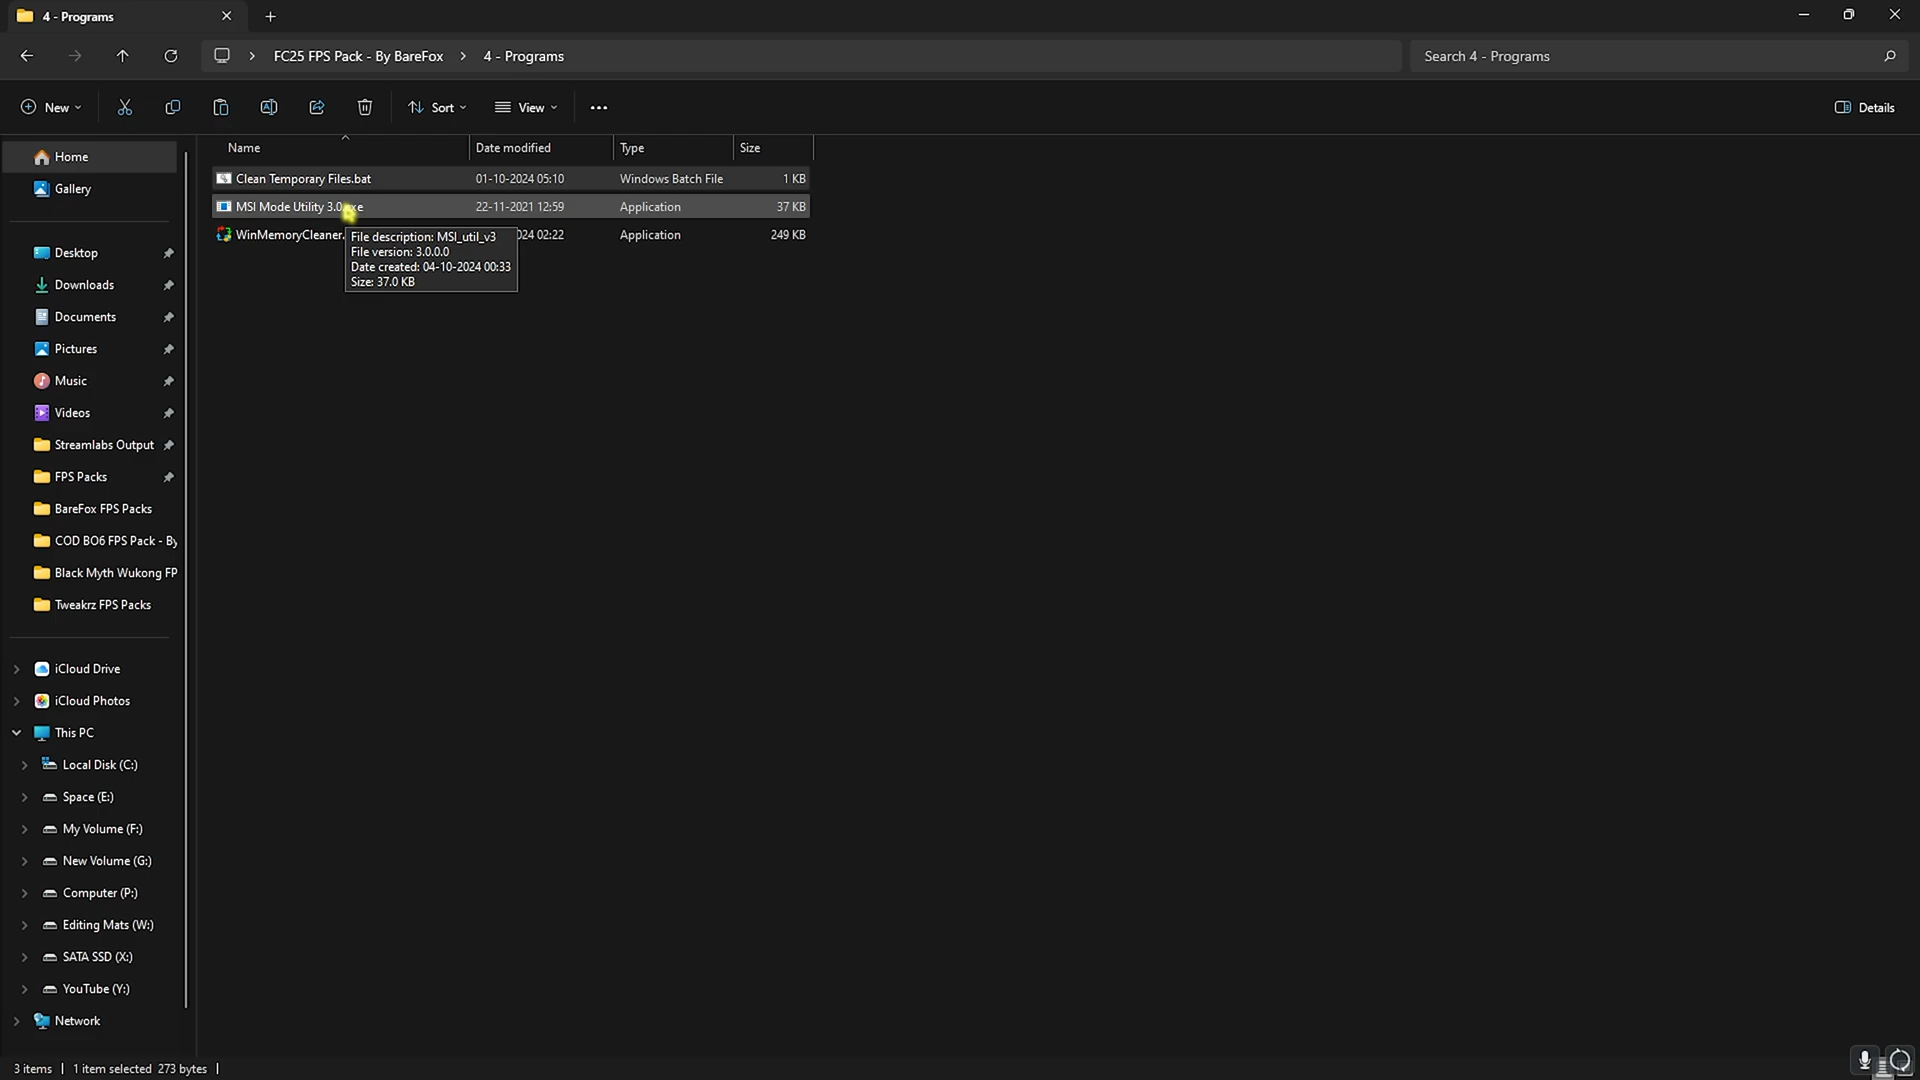 4 - Programs
FC25 FPS Pack - By BareFox > 4 - Programs
Search 4 - Programs
New
Sort
View
Details
Name Date modified Type Size
Clean Temporary Files.bat 01-10-2024 05:10 Windows Batch File 1 KB
MSI Mode Utility 3.0 22-11-2021 12:59 Application 37 KB
WinMemoryCleaner. 02:22 Application 249 KB
File description: MSI_util_v3
File version: 3.0.0.0
Date created: 04-10-2024 00:33
Size: 37.0 KB
Home
Gallery
Desktop
Downloads
Documents
Pictures
Music
Videos
Streamlabs Output
FPS Packs
BareFox FPS Packs
COD BO6 FPS Pack - By
Black Myth Wukong FP
Tweakrz FPS Packs
iCloud Drive
iCloud Photos
This PC
Local Disk (C:)
Space (E:)
My Volume (F:)
New Volume (G:)
Computer (P:)
Editing Mats (W:)
SATA SSD (X:)
YouTube (Y:)
Network
3 items | 1 item selected 273 bytes |